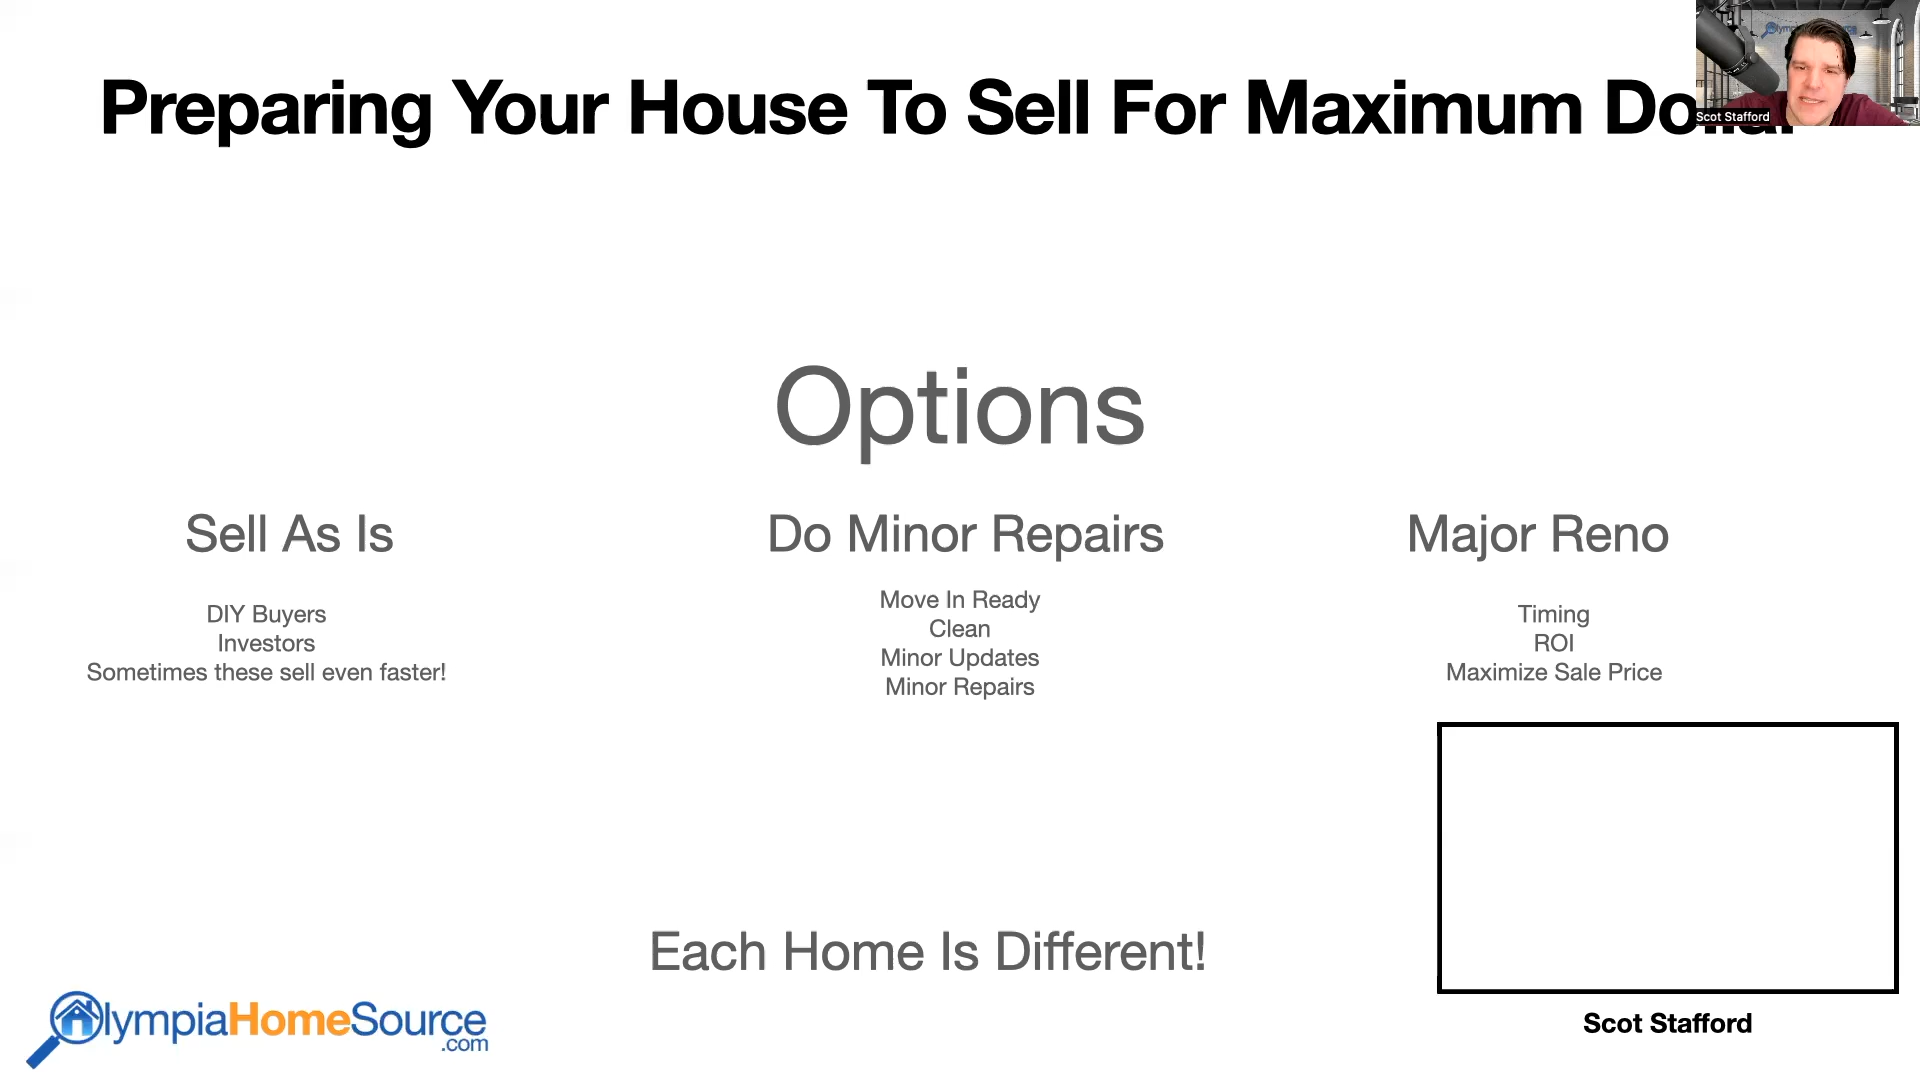 Preparing Your House To Sell For Maximum
Scot Stafford
Options
Sell As Is
DIY Buyers
Investors
Sometimes these sell even faster!
Do Minor Repairs
Move In Ready
Clean
Minor Updates
Minor Repairs
Major Reno
Timing
ROI
Maximize Sale Price
Each Home Is Different!
OlympiaHomeSource
.com
Scot Stafford